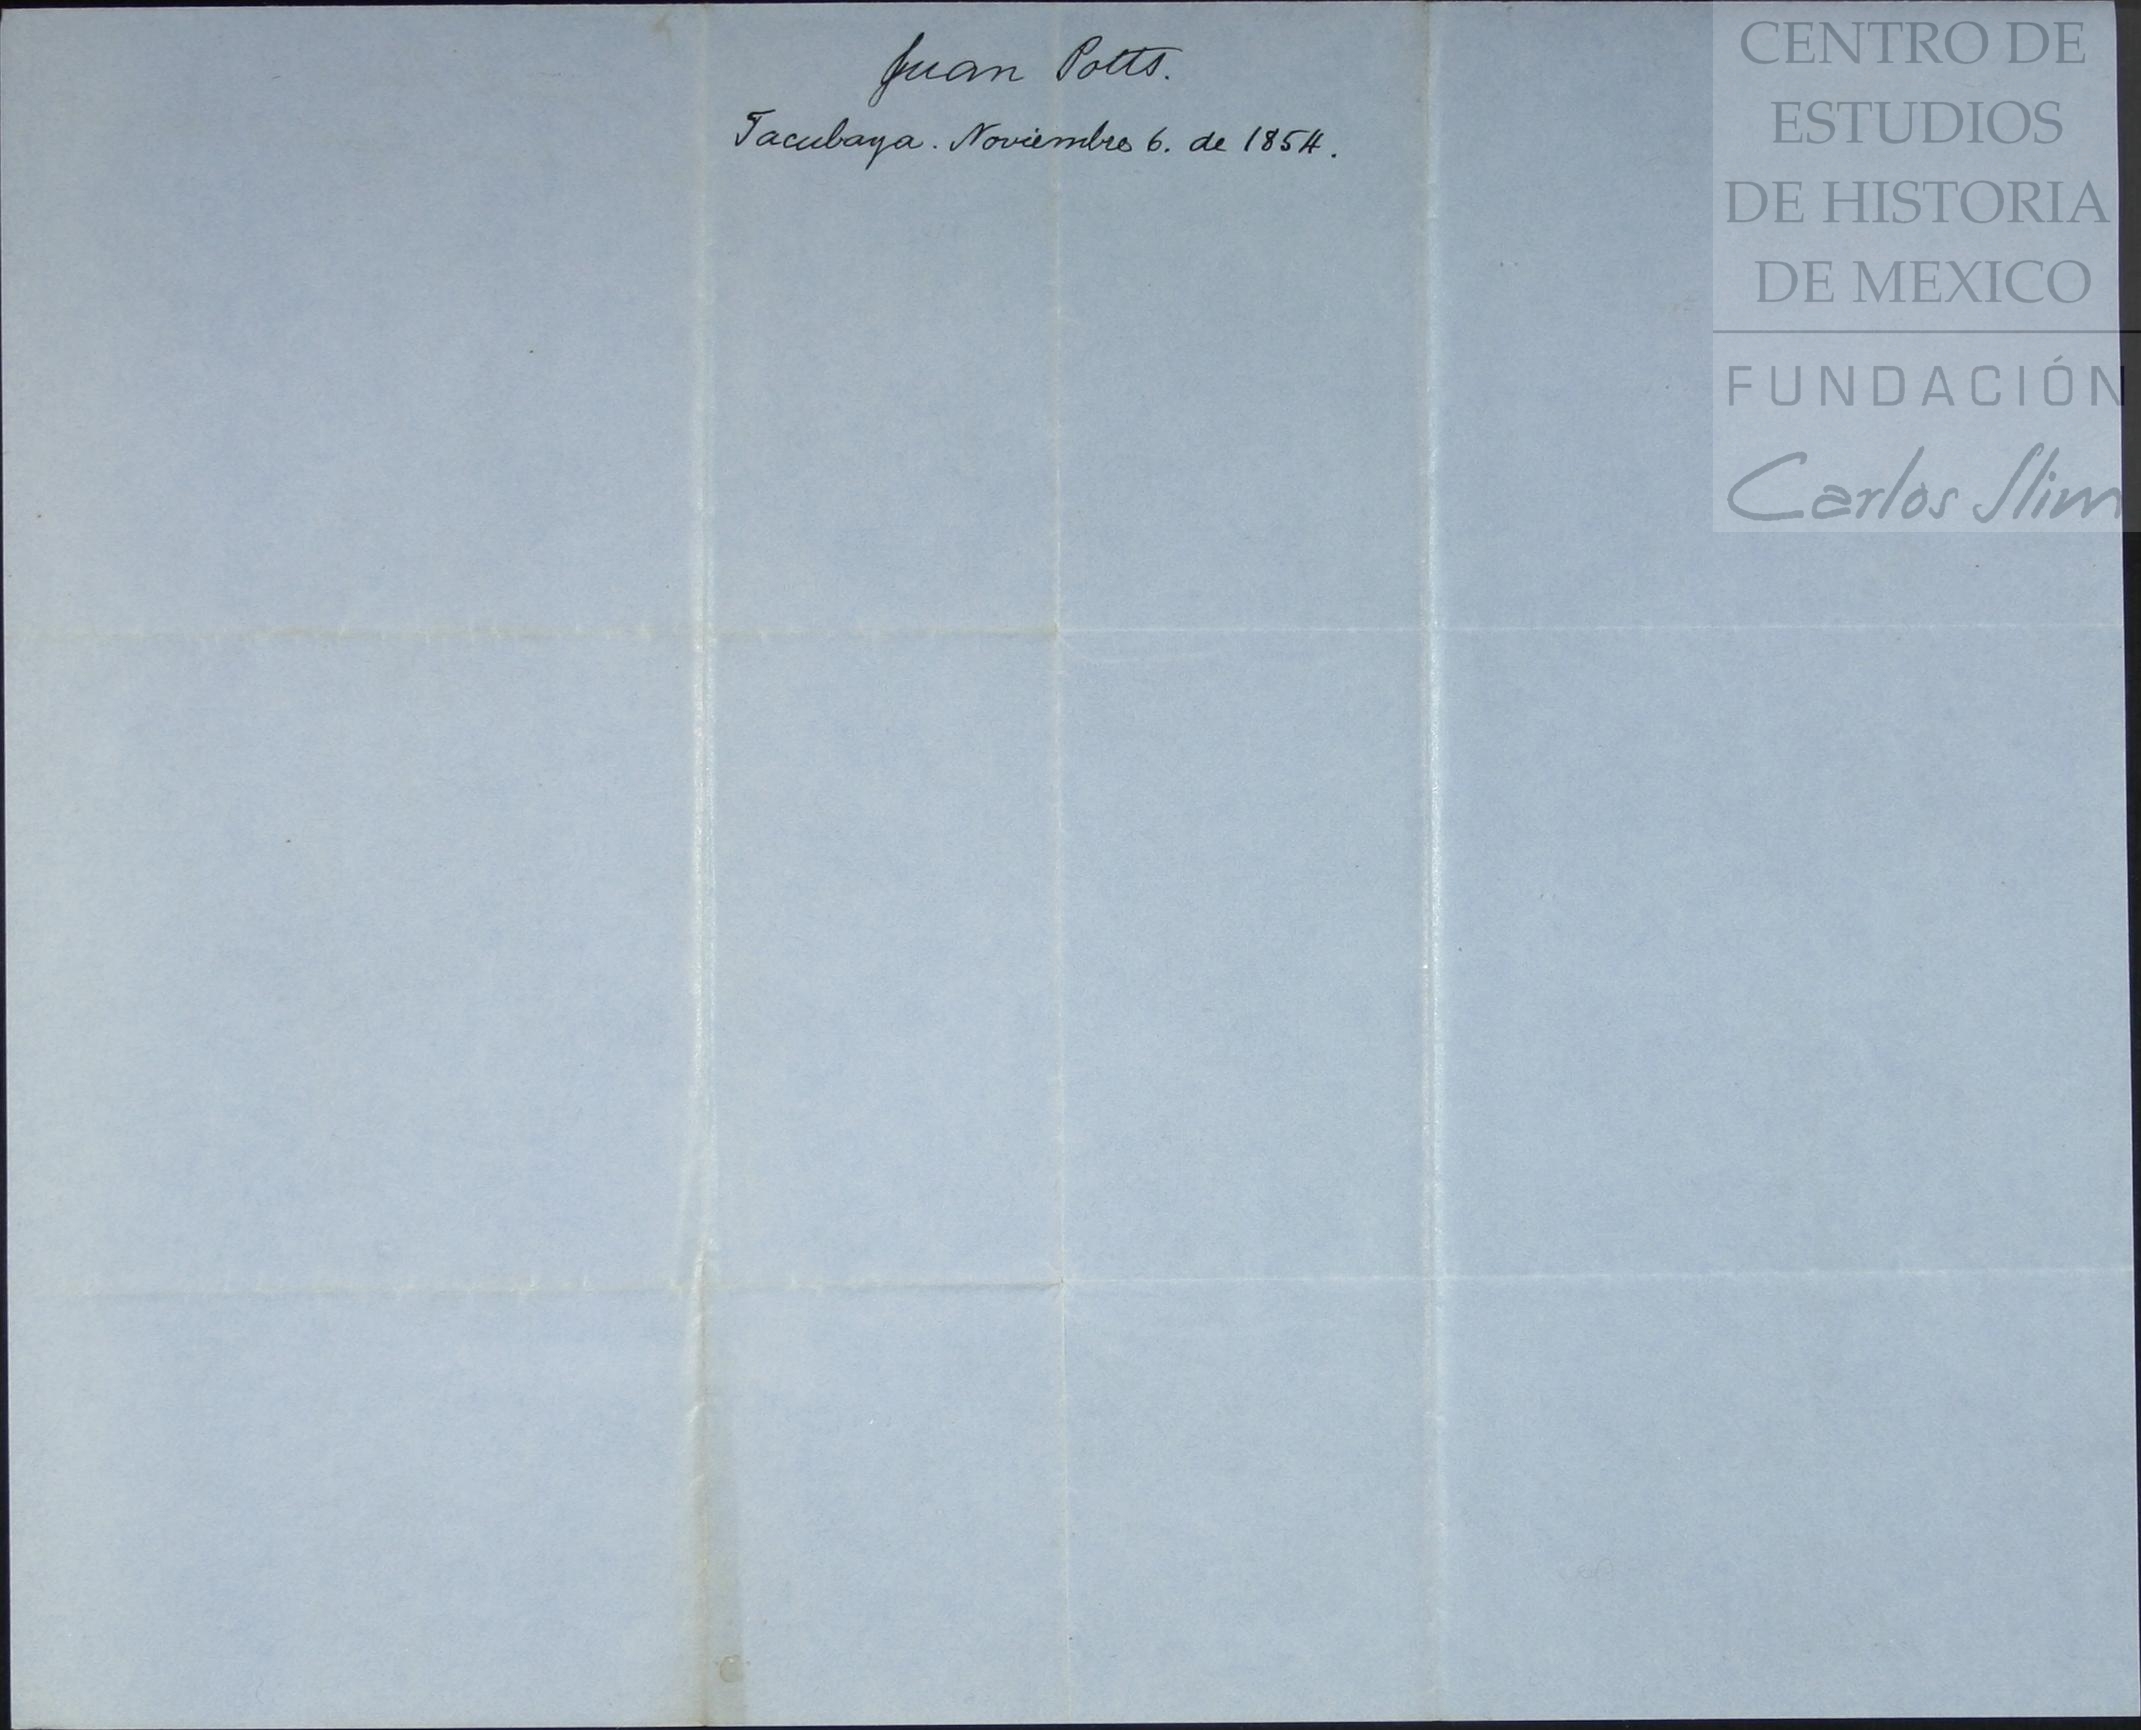 Juan Potts.
Tacubaya. Noviembre 6. de 1854.
CENTRO DE
ESTUDIOS
DE HISTORIA
DE MEXICO
FUNDACIÓN
Carlos Slim